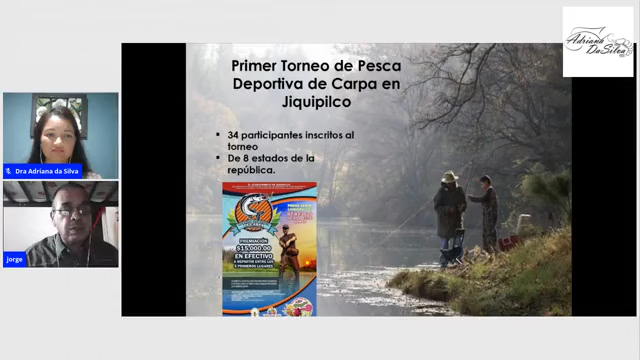 Adriana
DaSilva
Primer Torneo de Pesca
Deportiva de Carpa en
Jiquipilco
34 participantes inscritos al
torneo
De 8 estados de la
república.
Dra Adriana da Silva
jorge
PREMIACIÓN
$15,000.00
EN EFECTIVO